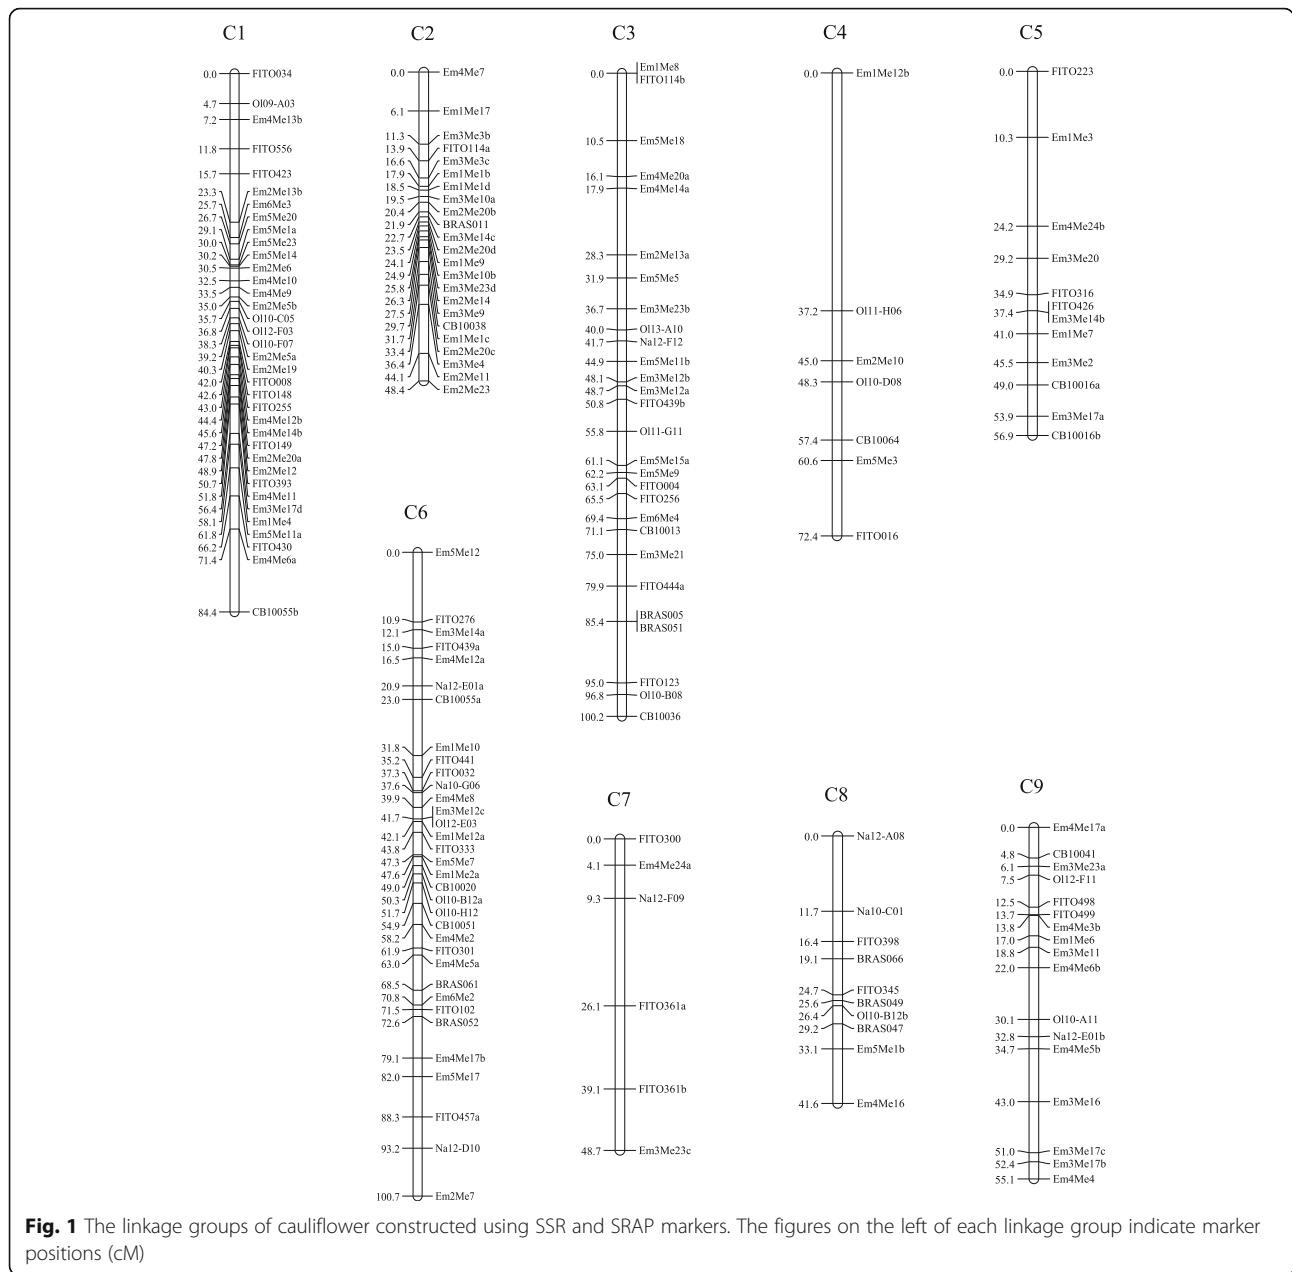 C1
0.0 FITO034
4.7 Ol09-A03
7.2 Em4Me13b
11.8 FITO556
15.7 FITO423
23.3 Em2Me13b
25.7 Em6Me3
26.7 Em5Me20
29.1 Em5Me1a
30.0 Em5Me23
30.2 Em5Me14
30.5 Em2Me6
32.5 Em4Me10
33.5 Em4Me9
35.0 Em2Me5b
35.7 Ol10-C05
36.8 Ol12-F03
38.3 Ol10-F07
39.2 Em2Me5a
40.3 Em2Me19
42.0 FITO008
42.6 FITO148
43.0 FITO255
44.4 Em4Me12b
45.6 Em4Me14b
47.2 FITO149
47.8 Em2Me20a
48.9 Em2Me12
50.7 FITO393
51.8 Em4Me11
56.4 Em3Me17d
58.1 Em1Me4
61.8 Em5Me11a
66.2 FITO430
71.4 Em4Me6a
84.4 CB10055b
C2
0.0 Em4Me7
6.1 Em1Me17
11.3 Em3Me3b
13.9 FITO114a
16.6 Em3Me3c
17.9 Em1Me1b
18.5 Em1Me1d
19.5 Em3Me10a
20.4 Em2Me20b
21.9 BRAS011
22.7 Em3Me14c
23.5 Em2Me20d
24.1 Em1Me9
24.9 Em3Me10b
25.8 Em3Me23d
26.3 Em2Me14
27.5 Em3Me9
29.7 CB10038
31.7 Em1Me1c
33.4 Em2Me20c
36.4 Em3Me4
44.1 Em2Me11
48.4 Em2Me23
C3
0.0 Em1Me8
FITO114b
10.5 Em5Me18
16.1 Em4Me20a
17.9 Em4Me14a
28.3 Em2Me13a
31.9 Em5Me5
36.7 Em3Me23b
40.0 Ol13-A10
41.7 Na12-F12
44.9 Em5Me11b
48.1 Em3Me12b
48.7 Em3Me12a
50.8 FITO439b
55.8 Ol11-G11
61.1 Em5Me15a
62.2 Em5Me9
63.1 FITO004
65.5 FITO256
69.4 Em6Me4
71.1 CB10013
75.0 Em3Me21
79.9 FITO444a
85.4 BRAS005
BRAS051
95.0 FITO123
96.8 Ol10-B08
100.2 CB10036
C4
0.0 Em1Me12b
37.2 Ol11-H06
45.0 Em2Me10
48.3 Ol10-D08
57.4 CB10064
60.6 Em5Me3
72.4 FITO016
C5
0.0 FITO223
10.3 Em1Me3
24.2 Em4Me24b
29.2 Em3Me20
34.9 FITO316
37.4 FITO426
Em3Me14b
41.0 Em1Me7
45.5 Em3Me2
49.0 CB10016a
53.9 Em3Me17a
56.9 CB10016b
C6
0.0 Em5Me12
10.9 FITO276
12.1 Em3Me14a
15.0 FITO439a
16.5 Em4Me12a
20.9 Na12-E01a
23.0 CB10055a
31.8 Em1Me10
35.2 FITO441
37.3 FITO032
37.6 Na10-G06
39.9 Em4Me8
41.7 Em3Me12c
Ol12-E03
42.1 Em1Me12a
43.8 FITO333
47.3 Em5Me7
47.6 Em1Me2a
49.0 CB10020
50.3 Ol10-B12a
51.7 Ol10-H12
54.9 CB10051
58.2 Em4Me2
61.9 FITO301
63.0 Em4Me5a
68.5 BRAS061
70.8 Em6Me2
71.5 FITO102
72.6 BRAS052
79.1 Em4Me17b
82.0 Em5Me17
88.3 FITO457a
93.2 Na12-D10
100.7 Em2Me7
C7
0.0 FITO300
4.1 Em4Me24a
9.3 Na12-F09
26.1 FITO361a
39.1 FITO361b
48.7 Em3Me23c
C8
0.0 Na12-A08
11.7 Na10-C01
16.4 FITO398
19.1 BRAS066
24.7 FITO345
25.6 BRAS049
26.4 Ol10-B12b
29.2 BRAS047
33.1 Em5Me1b
41.6 Em4Me16
C9
0.0 Em4Me17a
4.8 CB10041
6.1 Em3Me23a
7.5 Ol12-F11
12.5 FITO498
13.7 FITO499
13.8 Em4Me3b
17.0 Em1Me6
18.8 Em3Me11
22.0 Em4Me6b
30.1 Ol10-A11
32.8 Na12-E01b
34.7 Em4Me5b
43.0 Em3Me16
51.0 Em3Me17c
52.4 Em3Me17b
55.1 Em4Me4
Fig. 1 The linkage groups of cauliflower constructed using SSR and SRAP markers. The figures on the left of each linkage group indicate marker
positions (cM)